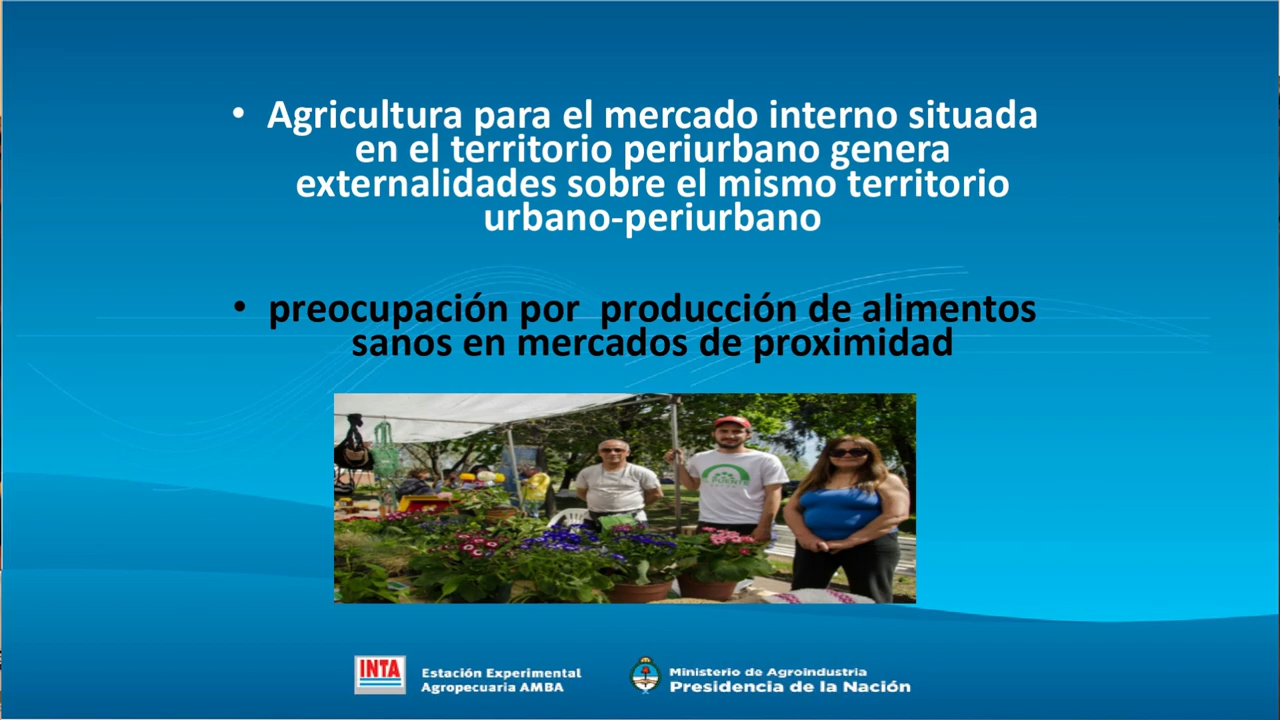 • Agricultura para el mercado interno situada
en el territorio periurbano genera
externalidades sobre el mismo territorio
urbano-periurbano
• preocupación por  producción de alimentos
sanos en mercados de proximidad
PUENTE
INTA
Estación Experimental
Agropecuaria AMBA
Ministerio de Agroindustria
Presidencia de la Nación